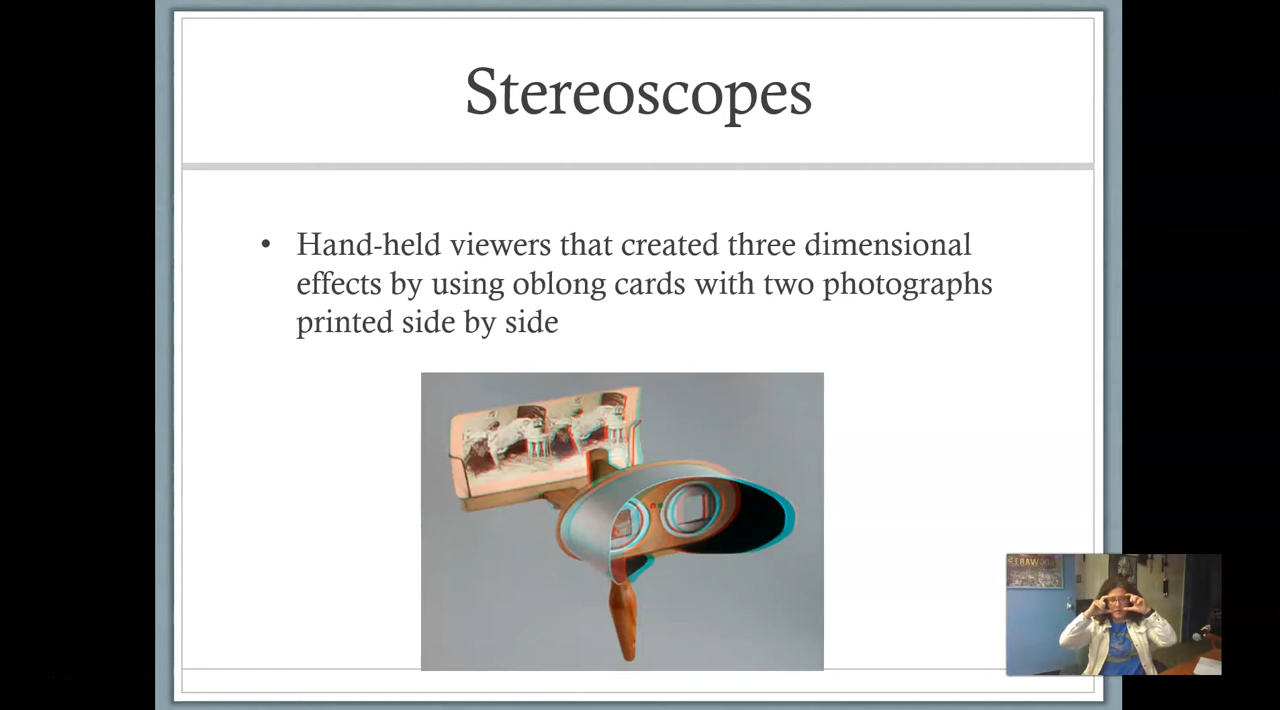 Stereoscopes
• Hand-held viewers that created three dimensional
effects by using oblong cards with two photographs
printed side by side